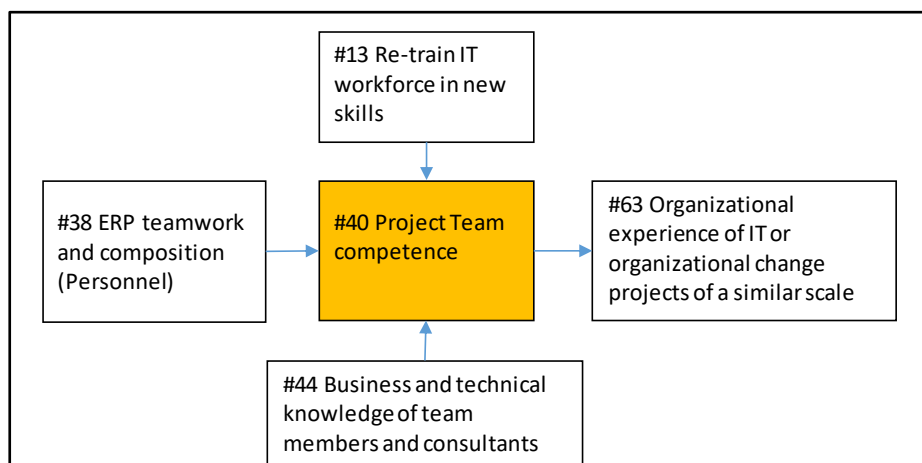 #13 Re-train IT
workforce in new
skills
#38 ERP teamwork
and composition
(Personnel)
#40 Project Team
competence
#63 Organizational
experience of IT or
organizational change
projects of a similar scale
#44 Business and technical
knowledge of team
members and consultants